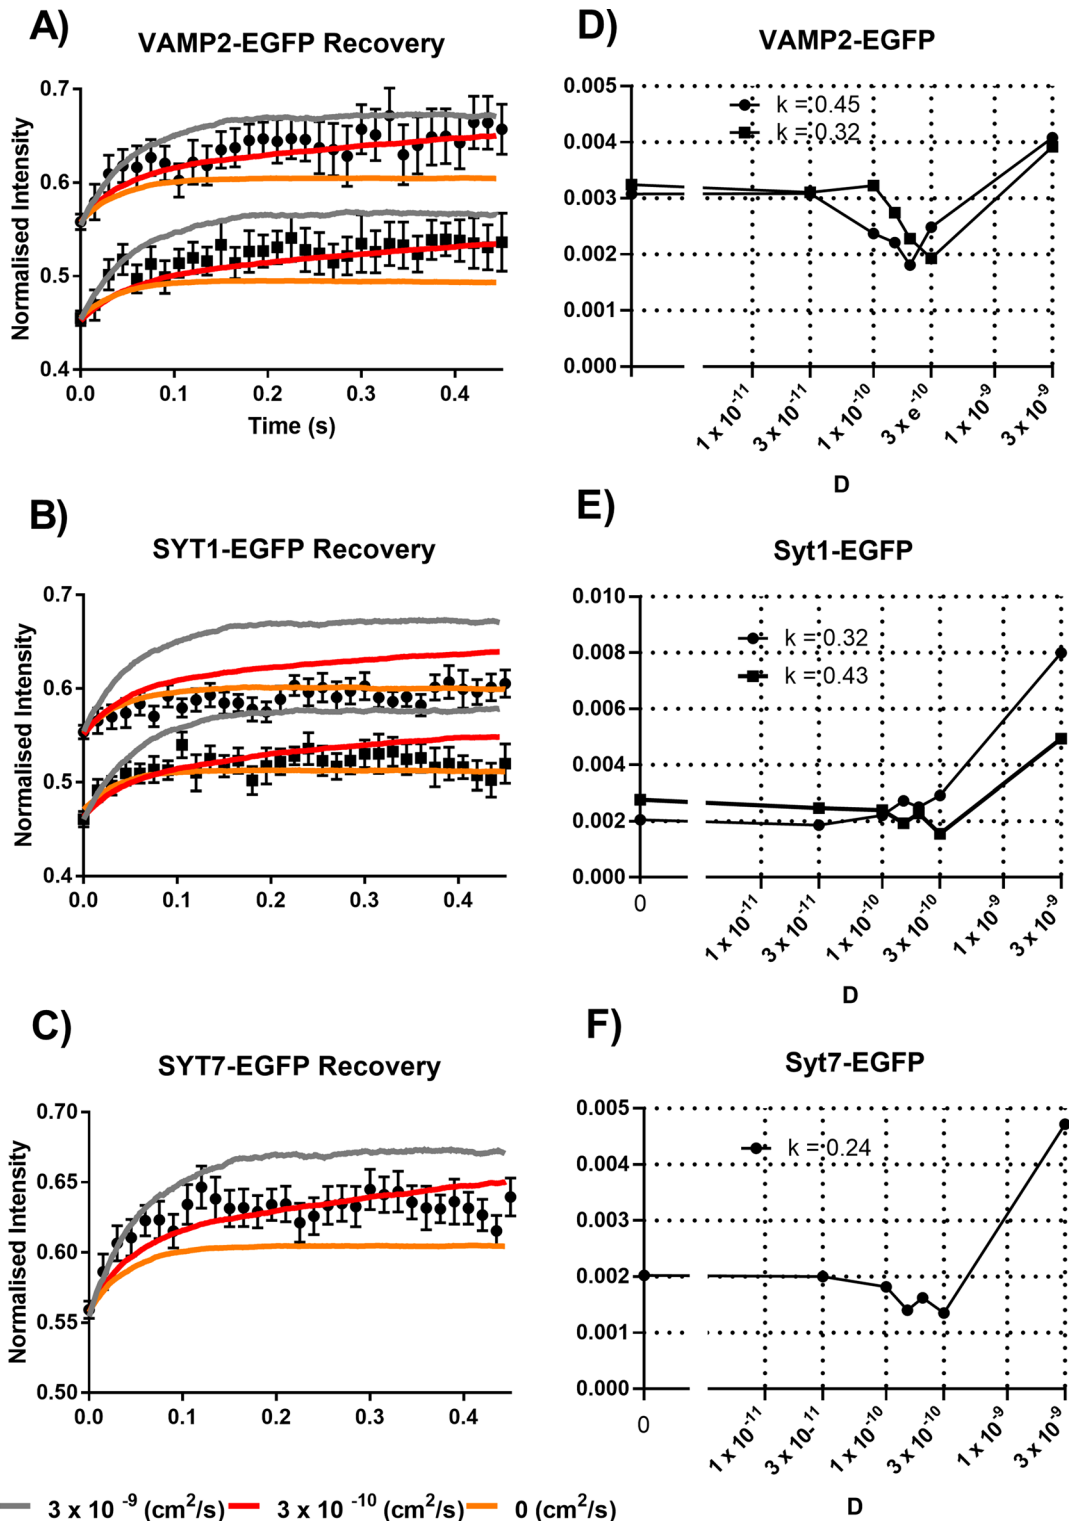 A)
VAMP2-EGFP Recovery
Normalised Intensity
0.7
0.6
0.5
0.4
0.0 0.1 0.2 0.3 0.4
Time (s)
D)
VAMP2-EGFP
0.005
0.004
0.003
0.002
0.001
0.000
k = 0.45
k = 0.32
1 x 10 -11
3 x 10 -11
1 x 10 -10
3 x e -10
1 x 10 -9
3 x 10 -9
D
B)
SYT1-EGFP Recovery
Normalised Intensity
0.7
0.6
0.5
0.4
0.0 0.1 0.2 0.3 0.4
E)
Syt1-EGFP
0.010
0.008
0.006
0.004
0.002
0.000
k = 0.32
k = 0.43
0
1 x 10 -11
3 x 10 -11
1 x 10 -10
3 x 10 -10
1 x 10 -9
3 x 10 -9
D
C)
SYT7-EGFP Recovery
Normalised Intensity
0.70
0.65
0.60
0.55
0.50
0.0 0.1 0.2 0.3 0.4
F)
Syt7-EGFP
0.005
0.004
0.003
0.002
0.001
0.000
k = 0.24
0
1 x 10 -11
3 x 10- 11
1 x 10 -10
3 x 10 -10
1 x 10 -9
3 x 10 -9
D
3 x 10 -9 (cm2/s) 3 x 10 -10 (cm2/s) 0 (cm2/s)